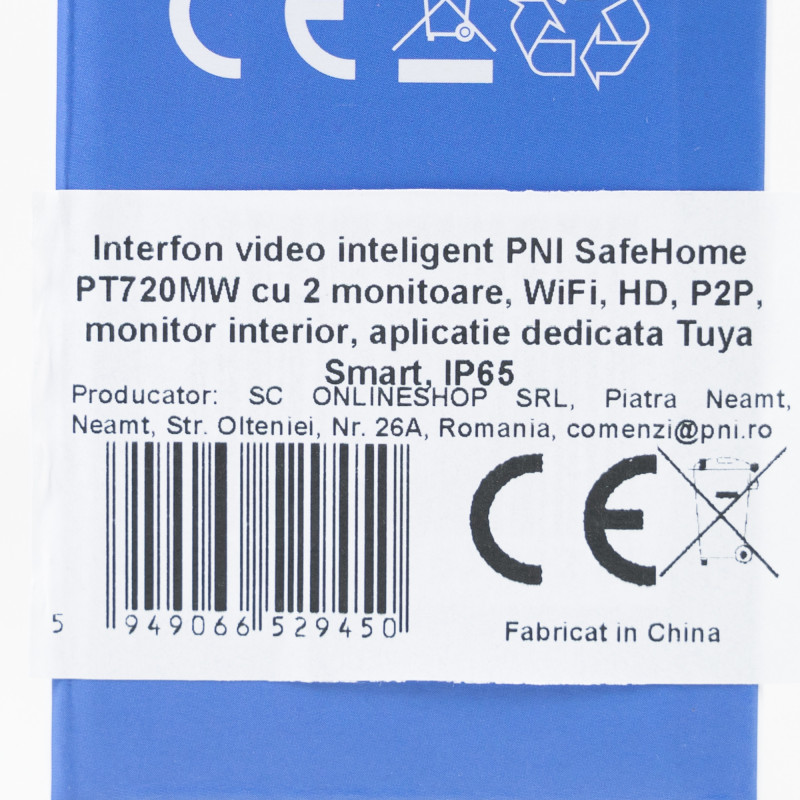 Interfon video inteligent PNI SafeHome
PT720MW cu 2 monitoare, WiFi, HD, P2P,
monitor interior, aplicatie dedicata Tuya
Smart, IP65
Producator: SC ONLINESHOP SRL, Piatra Neamt,
Neamt, Str. Olteniei, Nr. 26A, Romania, comenzi@pni.ro
5 949066 529450
Fabricat in China